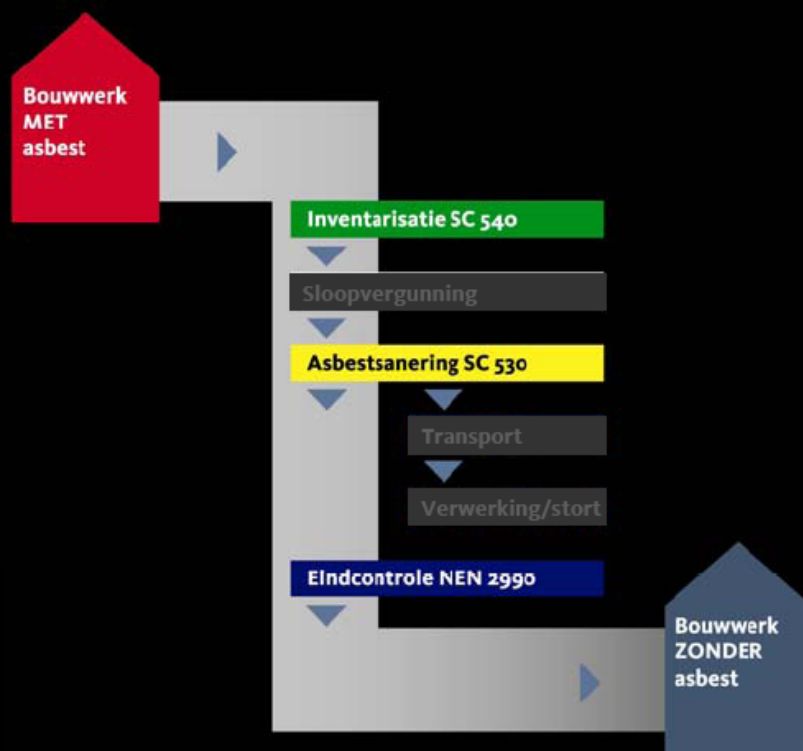 Bouwwerk
MET
asbest
Inventarisatie SC 540
Sloopvergunning
Asbestsanering SC 530
Transport
Verwerking/stort
Eindcontrole NEN 2990
Bouwwerk
ZONDER
asbest